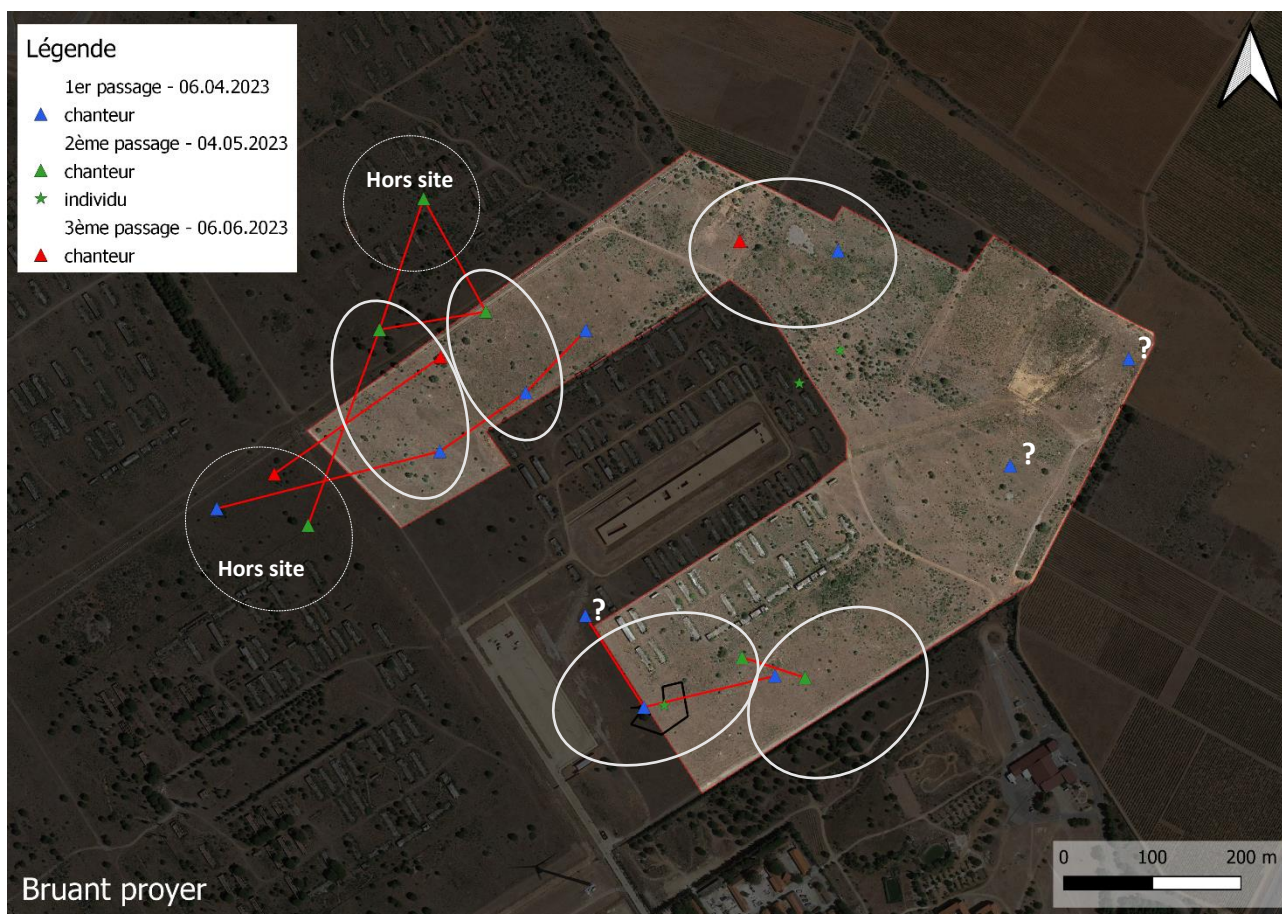 Légende
1er passage - 06.04.2023
chanteur
2ème passage - 04.05.2023
chanteur
individu
3ème passage - 06.06.2023
chanteur
Hors site
?
?
Hors site
?
0 100 200 m
Bruant proyer